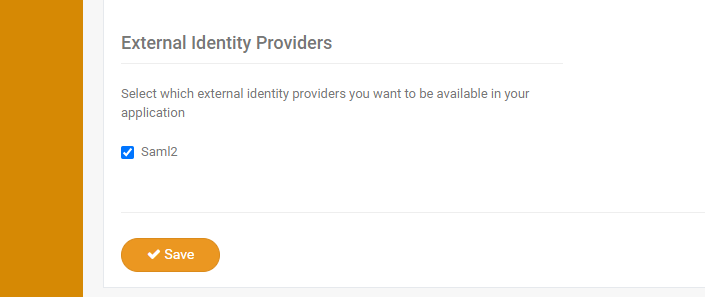 External Identity Providers
Select which external identity providers you want to be available in your
application
Saml2
Save